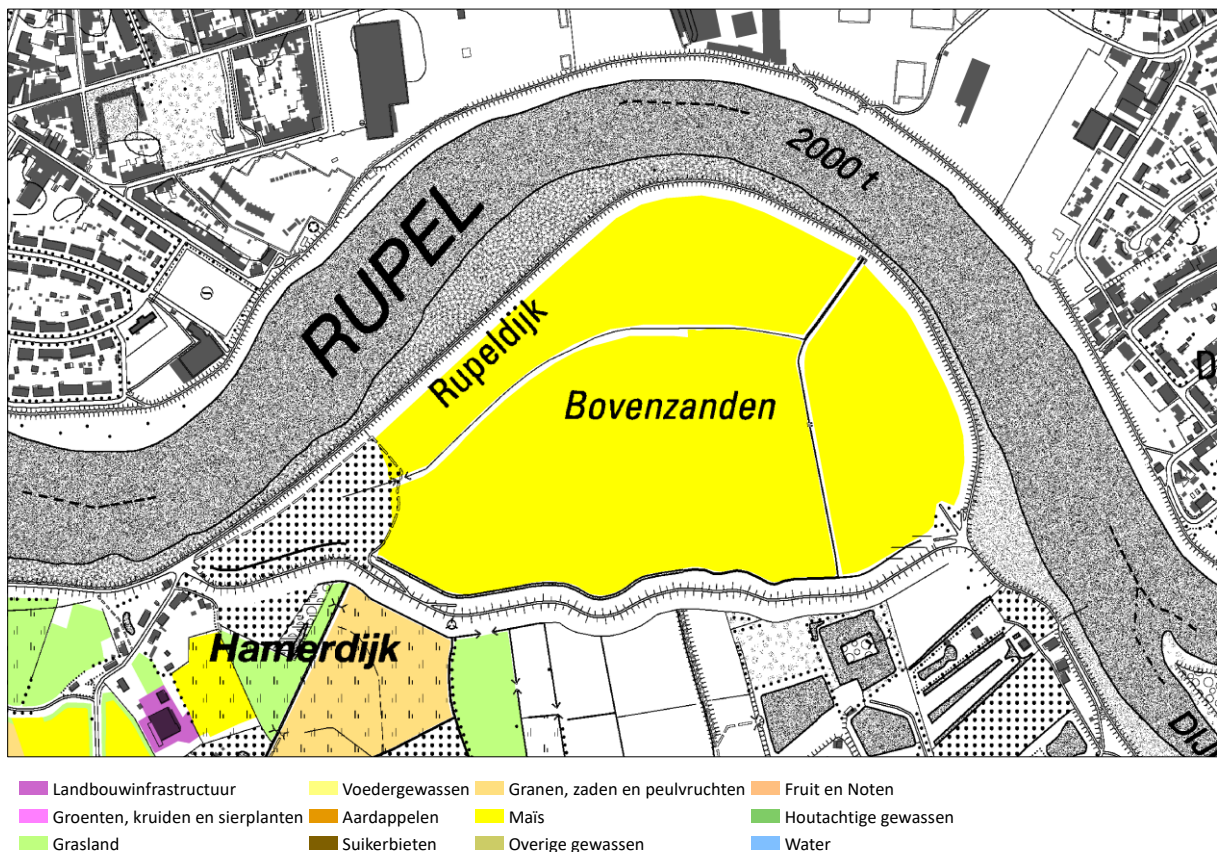 2000 t
RUPEL
Rupeldijk
Bovenzanden
D
Hamerdijk
DIJ
Landbouwinfrastructuur
Voedergewassen
Granen, zaden en peulvruchten
Fruit en Noten
Groenten, kruiden en sierplanten
Aardappelen
Maïs
Houtachtige gewassen
Grasland
Suikerbieten
Overige gewassen
Water